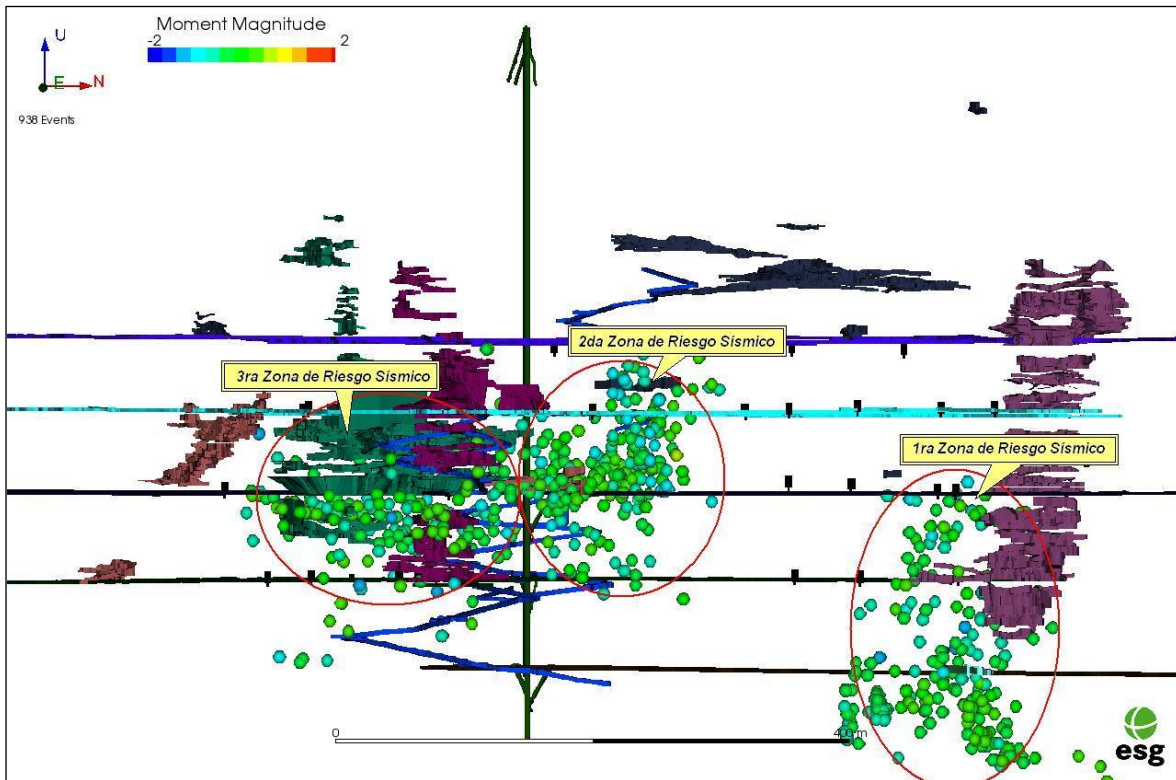 Moment Magnitude
-2 2
U
E N
938 Events
2da Zona de Riesgo Sísmico
3ra Zona de Riesgo Sísmico
1ra Zona de Riesgo Sísmico
0 400 m
esg